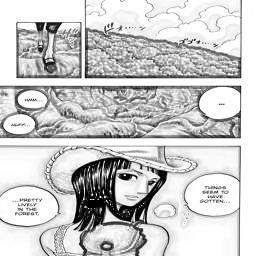 ...
HMM...
HUFF...
THINGS
SEEM TO
HAVE
GOTTEN...
...PRETTY
LIVELY
IN THE
FOREST.